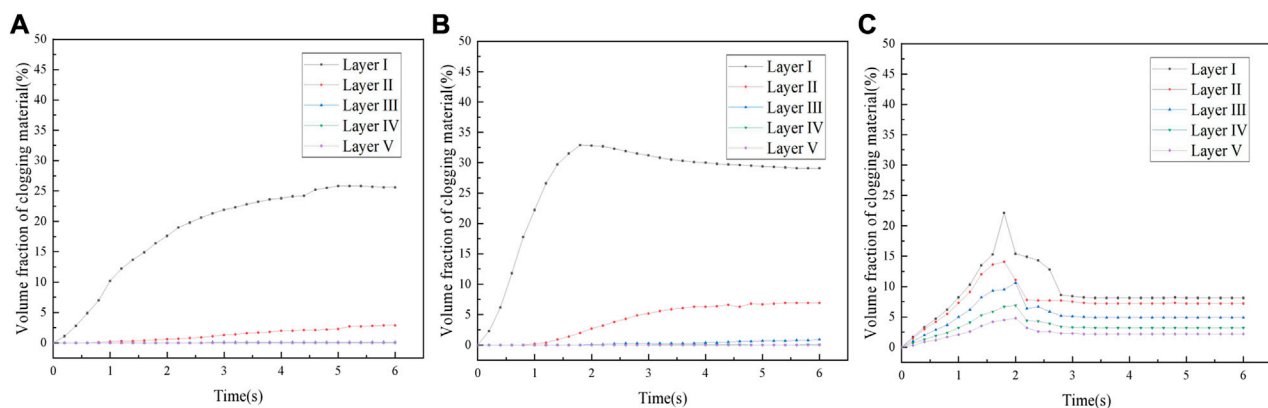 A
Volume fraction of clogging material(%)
50
45
40
35
30
25
20
15
10
5
0
0
1
2
3
4
5
6
Time(s)
Layer I
Layer II
Layer III
Layer IV
Layer V
B
Volume fraction of clogging material(%)
50
45
40
35
30
25
20
15
10
5
0
0
1
2
3
4
5
6
Time(s)
Layer I
Layer II
Layer III
Layer IV
Layer V
C
Volume fraction of clogging material(%)
50
45
40
35
30
25
20
15
10
5
0
0
1
2
3
4
5
6
Time(s)
Layer I
Layer II
Layer III
Layer IV
Layer V